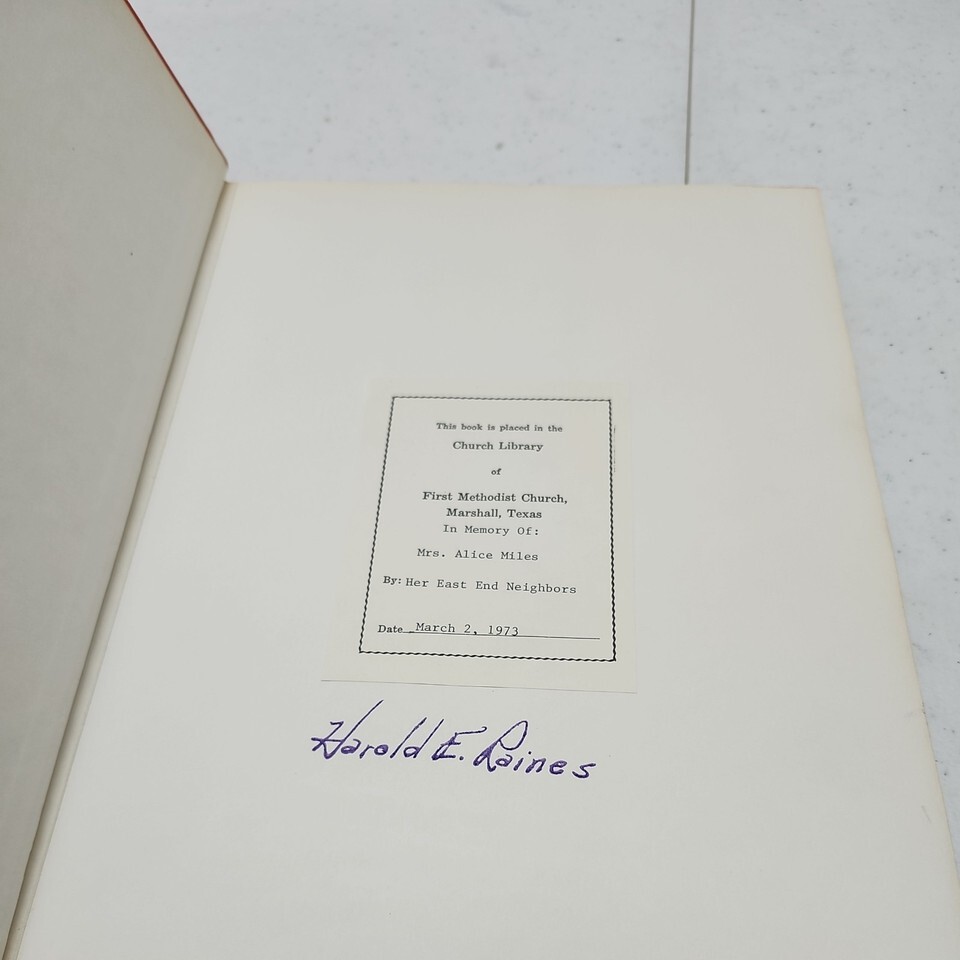 This book is placed in the
Church Library
of
First Methodist Church,
Marshall, Texas
In Memory Of:
Mrs. Alice Miles
By: Her East End Neighbors
Date March 2, 1973
Harold E. Raines